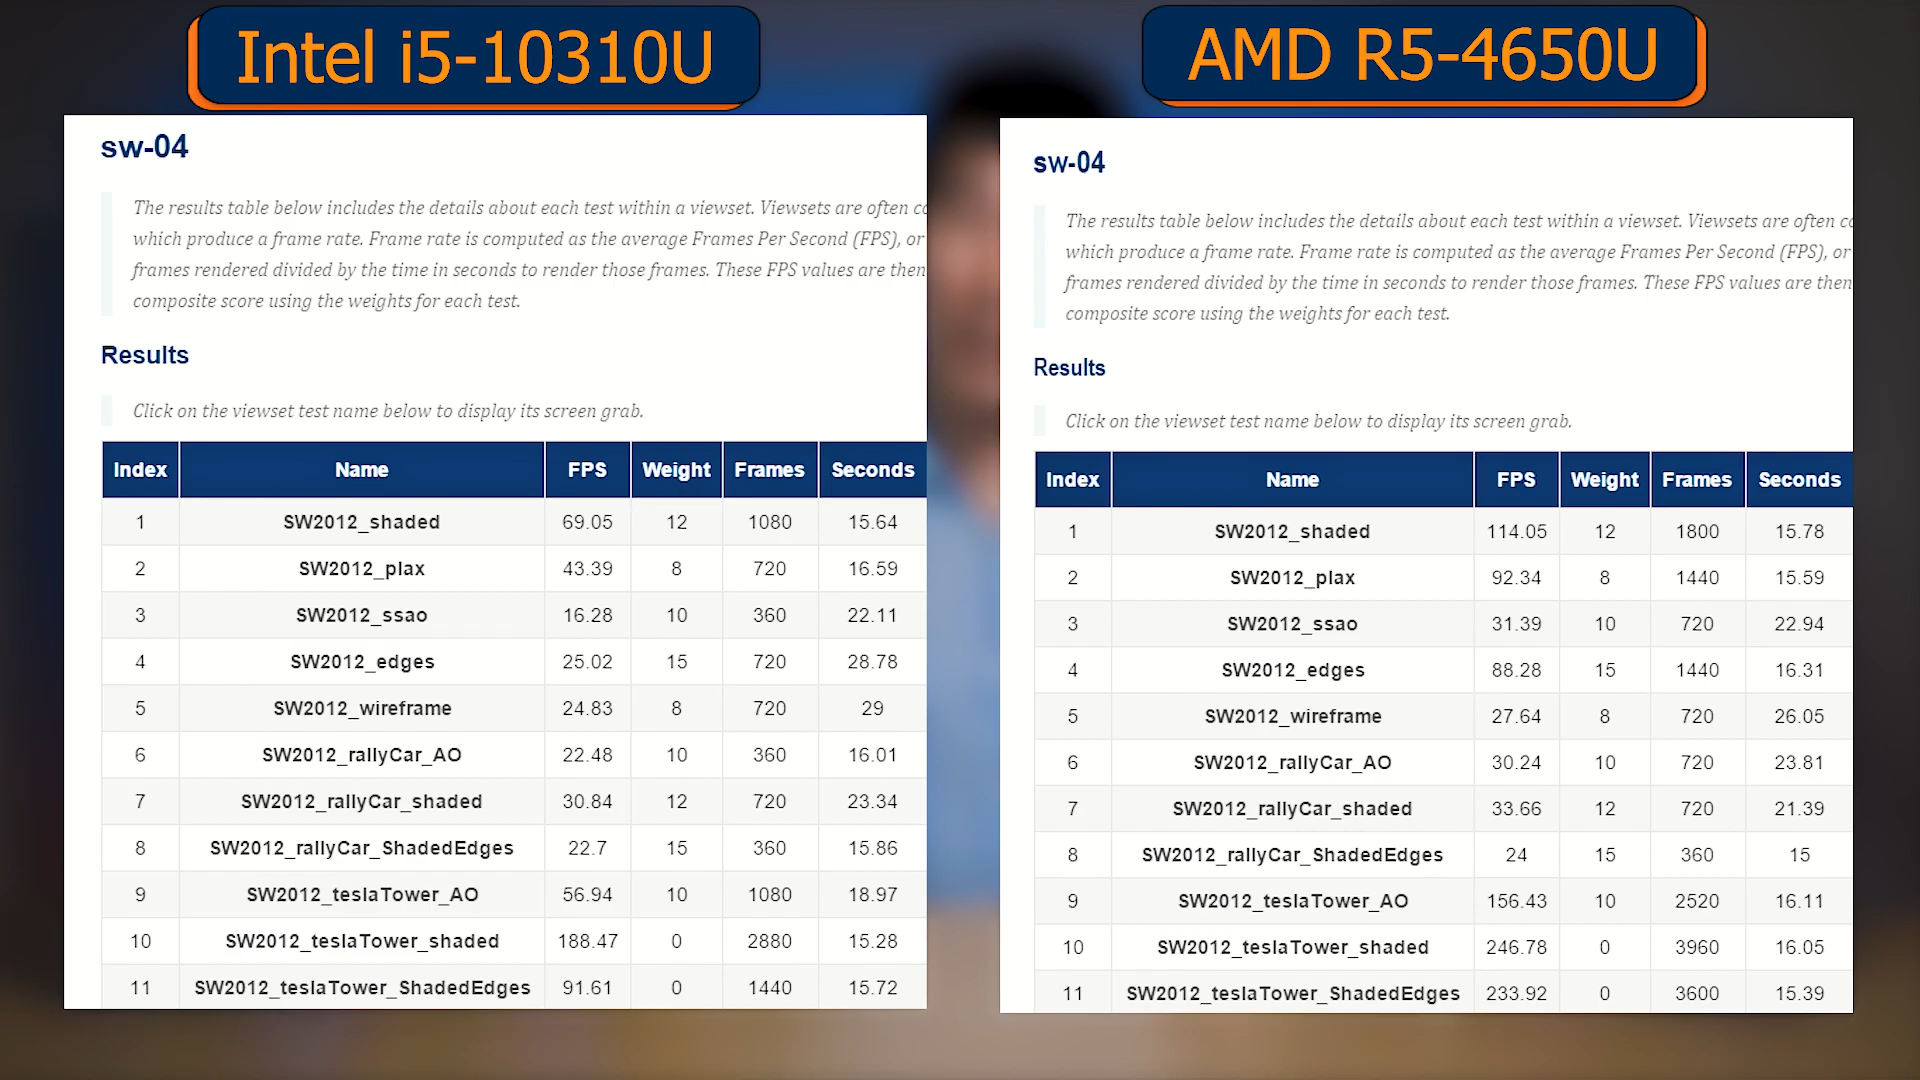 Intel i5-10310U
sw-04
The results table below includes the details about each test within a viewset. Viewsets are often
which produce a frame rate. Frame rate is computed as the average Frames Per Second (FPS), or
frames rendered divided by the time in seconds to render those frames. These FPS values are then
composite score using the weights for each test.
Results
Click on the viewset test name below to display its screen grab.
Index Name FPS Weight Frames Seconds
1 SW2012_shaded 69.05 12 1080 15.64
2 SW2012_plax 43.39 8 720 16.59
3 SW2012_ssao 16.28 10 360 22.11
4 SW2012_edges 25.02 15 720 28.78
5 SW2012_wireframe 24.83 8 720 29
6 SW2012_rallyCar_AO 22.48 10 360 16.01
7 SW2012_rallyCar_shaded 30.84 12 720 23.34
8 SW2012_rallyCar_ShadedEdges 22.7 15 360 15.86
9 SW2012_teslaTower_AO 56.94 10 1080 18.97
10 SW2012_teslaTower_shaded 188.47 0 2880 15.28
11 SW2012_teslaTower_ShadedEdges 91.61 0 1440 15.72
AMD R5-4650U
sw-04
The results table below includes the details about each test within a viewset. Viewsets are often
which produce a frame rate. Frame rate is computed as the average Frames Per Second (FPS), or
frames rendered divided by the time in seconds to render those frames. These FPS values are then
composite score using the weights for each test.
Results
Click on the viewset test name below to display its screen grab.
Index Name FPS Weight Frames Seconds
1 SW2012_shaded 114.05 12 1800 15.78
2 SW2012_plax 92.34 8 1440 15.59
3 SW2012_ssao 31.39 10 720 22.94
4 SW2012_edges 88.28 15 1440 16.31
5 SW2012_wireframe 27.64 8 720 26.05
6 SW2012_rallyCar_AO 30.24 10 720 23.81
7 SW2012_rallyCar_shaded 33.66 12 720 21.39
8 SW2012_rallyCar_ShadedEdges 24 15 360 15
9 SW2012_teslaTower_AO 156.43 10 2520 16.11
10 SW2012_teslaTower_shaded 246.78 0 3960 16.05
11 SW2012_teslaTower_ShadedEdges 233.92 0 3600 15.39